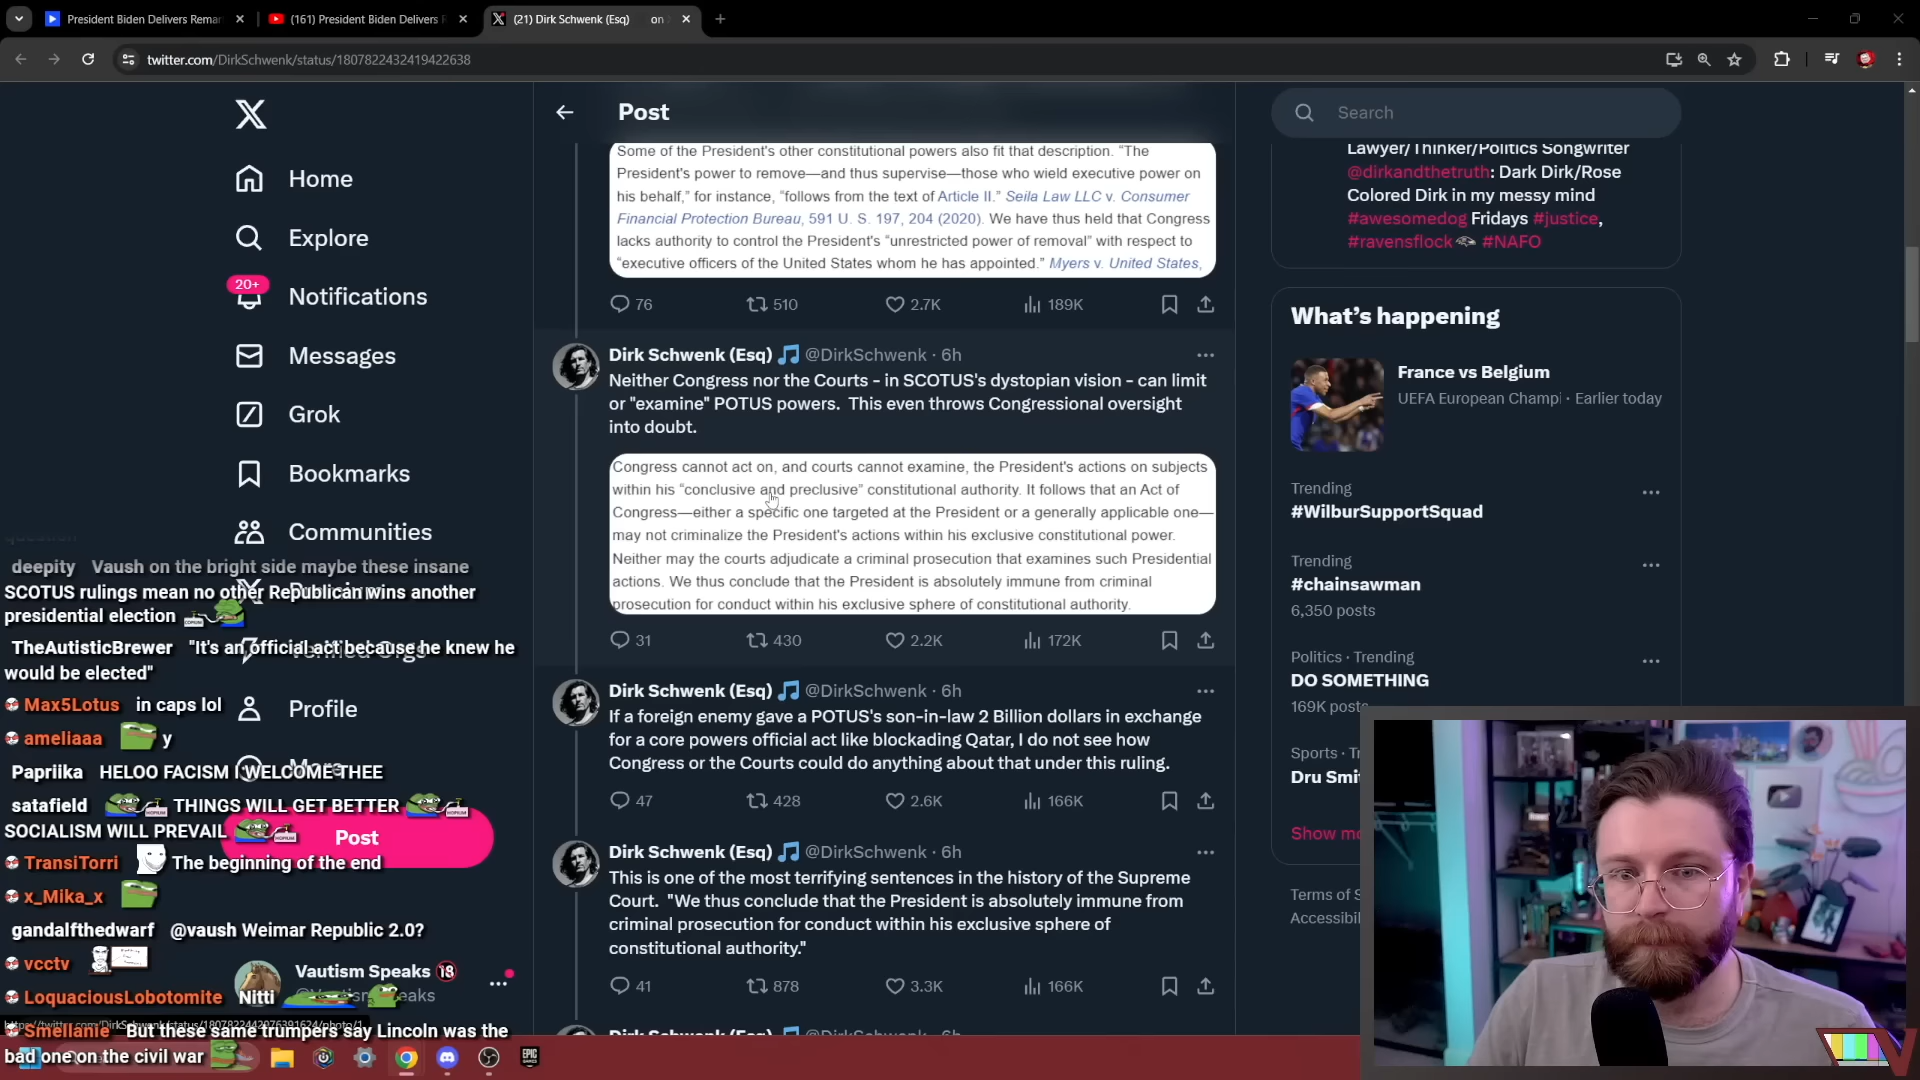 President Biden Delivers Remar
(161) President Biden Delivers R
(21) Dirk Schwenk (Esq) on
twitter.com/DirkSchwenk/status/1807822432419422638
Home
Explore
20+
Notifications
Messages
Grok
Bookmarks
Communities
Verified Orgs
Profile
More
Post
Vautism Speaks
Post
Some of the President's other constitutional powers also fit that description. “The
President's power to remove—and thus supervise—those who wield executive power on
his behalf,” for instance, “follows from the text of Article II.” Seila Law LLC v. Consumer
Financial Protection Bureau, 591 U. S. 197, 204 (2020). We have thus held that Congress
lacks authority to control the President's “unrestricted power of removal” with respect to
“executive officers of the United States whom he has appointed.” Myers v. United States,
76 510 2.7K 189K
Dirk Schwenk (Esq) @DirkSchwenk · 6h
Neither Congress nor the Courts - in SCOTUS's dystopian vision - can limit
or "examine" POTUS powers. This even throws Congressional oversight
into doubt.
Congress cannot act on, and courts cannot examine, the President's actions on subjects
within his “conclusive and preclusive” constitutional authority. It follows that an Act of
Congress—either a specific one targeted at the President or a generally applicable one—
may not criminalize the President's actions within his exclusive constitutional power.
Neither may the courts adjudicate a criminal prosecution that examines such Presidential
actions. We thus conclude that the President is absolutely immune from criminal
prosecution for conduct within his exclusive sphere of constitutional authority.
31 430 2.2K 172K
Dirk Schwenk (Esq) @DirkSchwenk · 6h
If a foreign enemy gave a POTUS's son-in-law 2 Billion dollars in exchange
for a core powers official act like blockading Qatar, I do not see how
Congress or the Courts could do anything about that under this ruling.
47 428 2.6K 166K
Dirk Schwenk (Esq) @DirkSchwenk · 6h
This is one of the most terrifying sentences in the history of the Supreme
Court. "We thus conclude that the President is absolutely immune from
criminal prosecution for conduct within his exclusive sphere of
constitutional authority."
41 878 3.3K 166K
Dirk Schwenk (Esq) @DirkSchwenk · 6h
Search
Lawyer/Thinker/Politics Songwriter
@dirkandthetruth: Dark Dirk/Rose
Colored Dirk in my messy mind
#awesomedog Fridays #justice,
#ravensflock #NAFO
What's happening
France vs Belgium
UEFA European Champi · Earlier today
Trending
#WilburSupportSquad
Trending
#chainsawman
6,350 posts
Politics · Trending
DO SOMETHING
169K posts
Sports · Tr
Dru Smit
Show mo
Terms of S
Accessibil
deepity Vaush on the bright side maybe these insane
SCOTUS rulings mean no other Republican wins another
presidential election
TheAutisticBrewer "It's an official act because he knew he
would be elected"
Max5Lotus in caps lol
ameliaaa y
Papriika HELOO FACISM I WELCOME THEE
satafield THINGS WILL GET BETTER
SOCIALISM WILL PREVAIL
TransiTorri The beginning of the end
x_Mika_x
gandalfthedwarf @vaush Weimar Republic 2.0?
vcctv
LoquaciousLobotomite Nitti
Smellanie But these same trumpers say Lincoln was the
bad one on the civil war
EPIC
GAMES